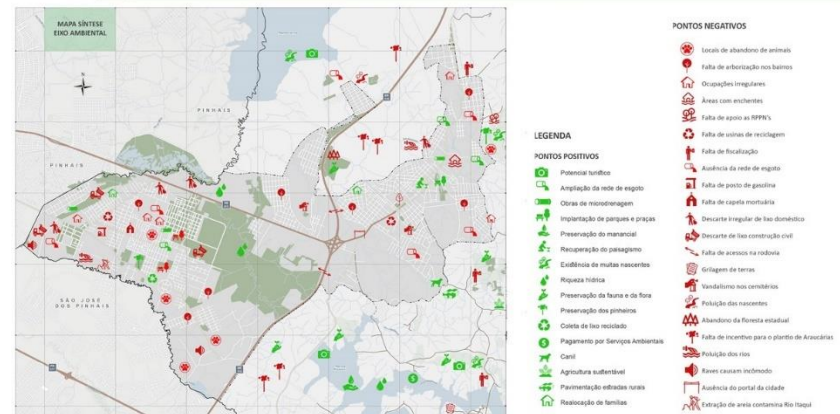 MAPA SÍNTESE
EIXO AMBIENTAL
N
PINHAIS
PINHAIS
SÃO JOSÉ
DOS PINHAIS
LEGENDA
PONTOS POSITIVOS
Potencial turístico
Ampliação da rede de esgoto
Obras de microdrenagem
Implantação de parques e praças
Preservação do manancial
Recuperação do paisagismo
Existência de muitas nascentes
Riqueza hídrica
Preservação da fauna e da flora
Preservação dos pinheiros
Coleta de lixo reciclado
Pagamento por Serviços Ambientais
Canil
Agricultura sustentável
Pavimentação estradas rurais
Realocação de famílias
PONTOS NEGATIVOS
Locais de abandono de animais
Falta de arborização nos bairros
Ocupações irregulares
Áreas com enchentes
Falta de apoio as RPPN's
Falta de usinas de reciclagem
Falta de fiscalização
Ausência da rede de esgoto
Falta de posto de gasolina
Falta de capela mortuária
Descarte irregular de lixo doméstico
Descarte de lixo construção civil
Falta de acessos na rodovia
Grilagem de terras
Vandalismo nos cemitérios
Poluição das nascentes
Abandono da floresta estadual
Falta de incentivo para o plantio de Araucárias
Poluição dos rios
Raves causam incômodo
Ausência do portal da cidade
Extração de areia contamina Rio Itaqui